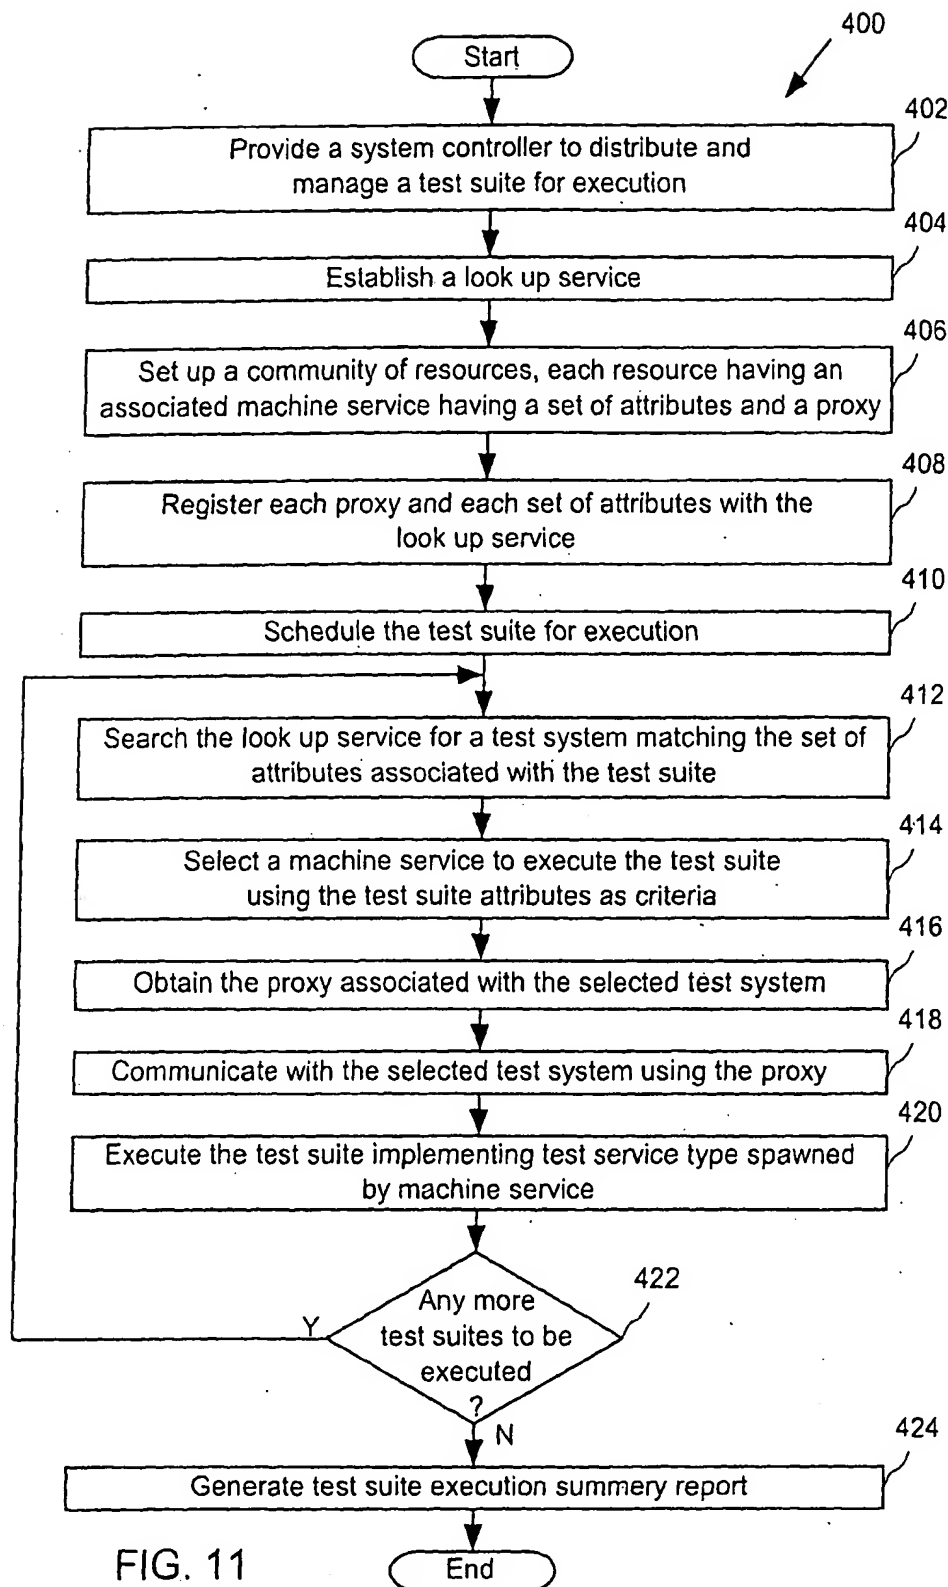 400
Start
402
Provide a system controller to distribute and
manage a test suite for execution
404
Establish a look up service
406
Set up a community of resources, each resource having an
associated machine service having a set of attributes and a proxy
408
Register each proxy and each set of attributes with the
look up service
410
Schedule the test suite for execution
412
Search the look up service for a test system matching the set of
attributes associated with the test suite
414
Select a machine service to execute the test suite
using the test suite attributes as criteria
416
Obtain the proxy associated with the selected test system
418
Communicate with the selected test system using the proxy
420
Execute the test suite implementing test service type spawned
by machine service
422
Any more
test suites to be
executed
?
Y
N
424
Generate test suite execution summery report
End
FIG. 11